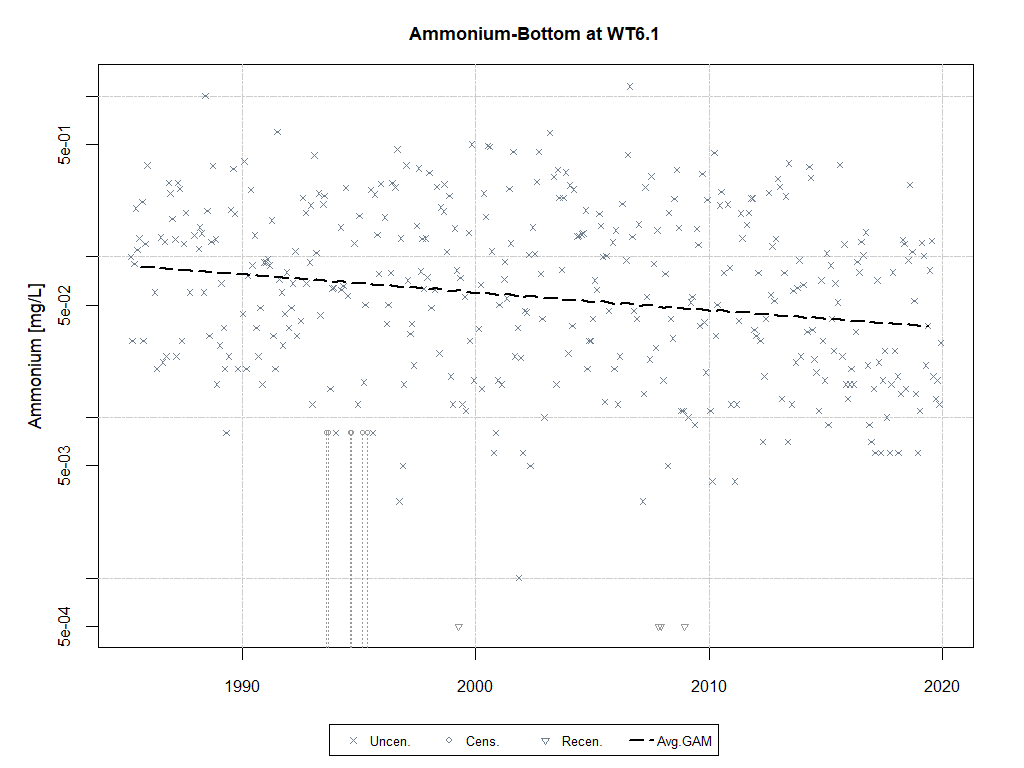 Ammonium-Bottom at WT6.1
Ammonium [mg/L]
5e-01
5e-02
5e-03
5e-04
1990 2000 2010 2020
Uncen. Cens. Recen. Avg.GAM